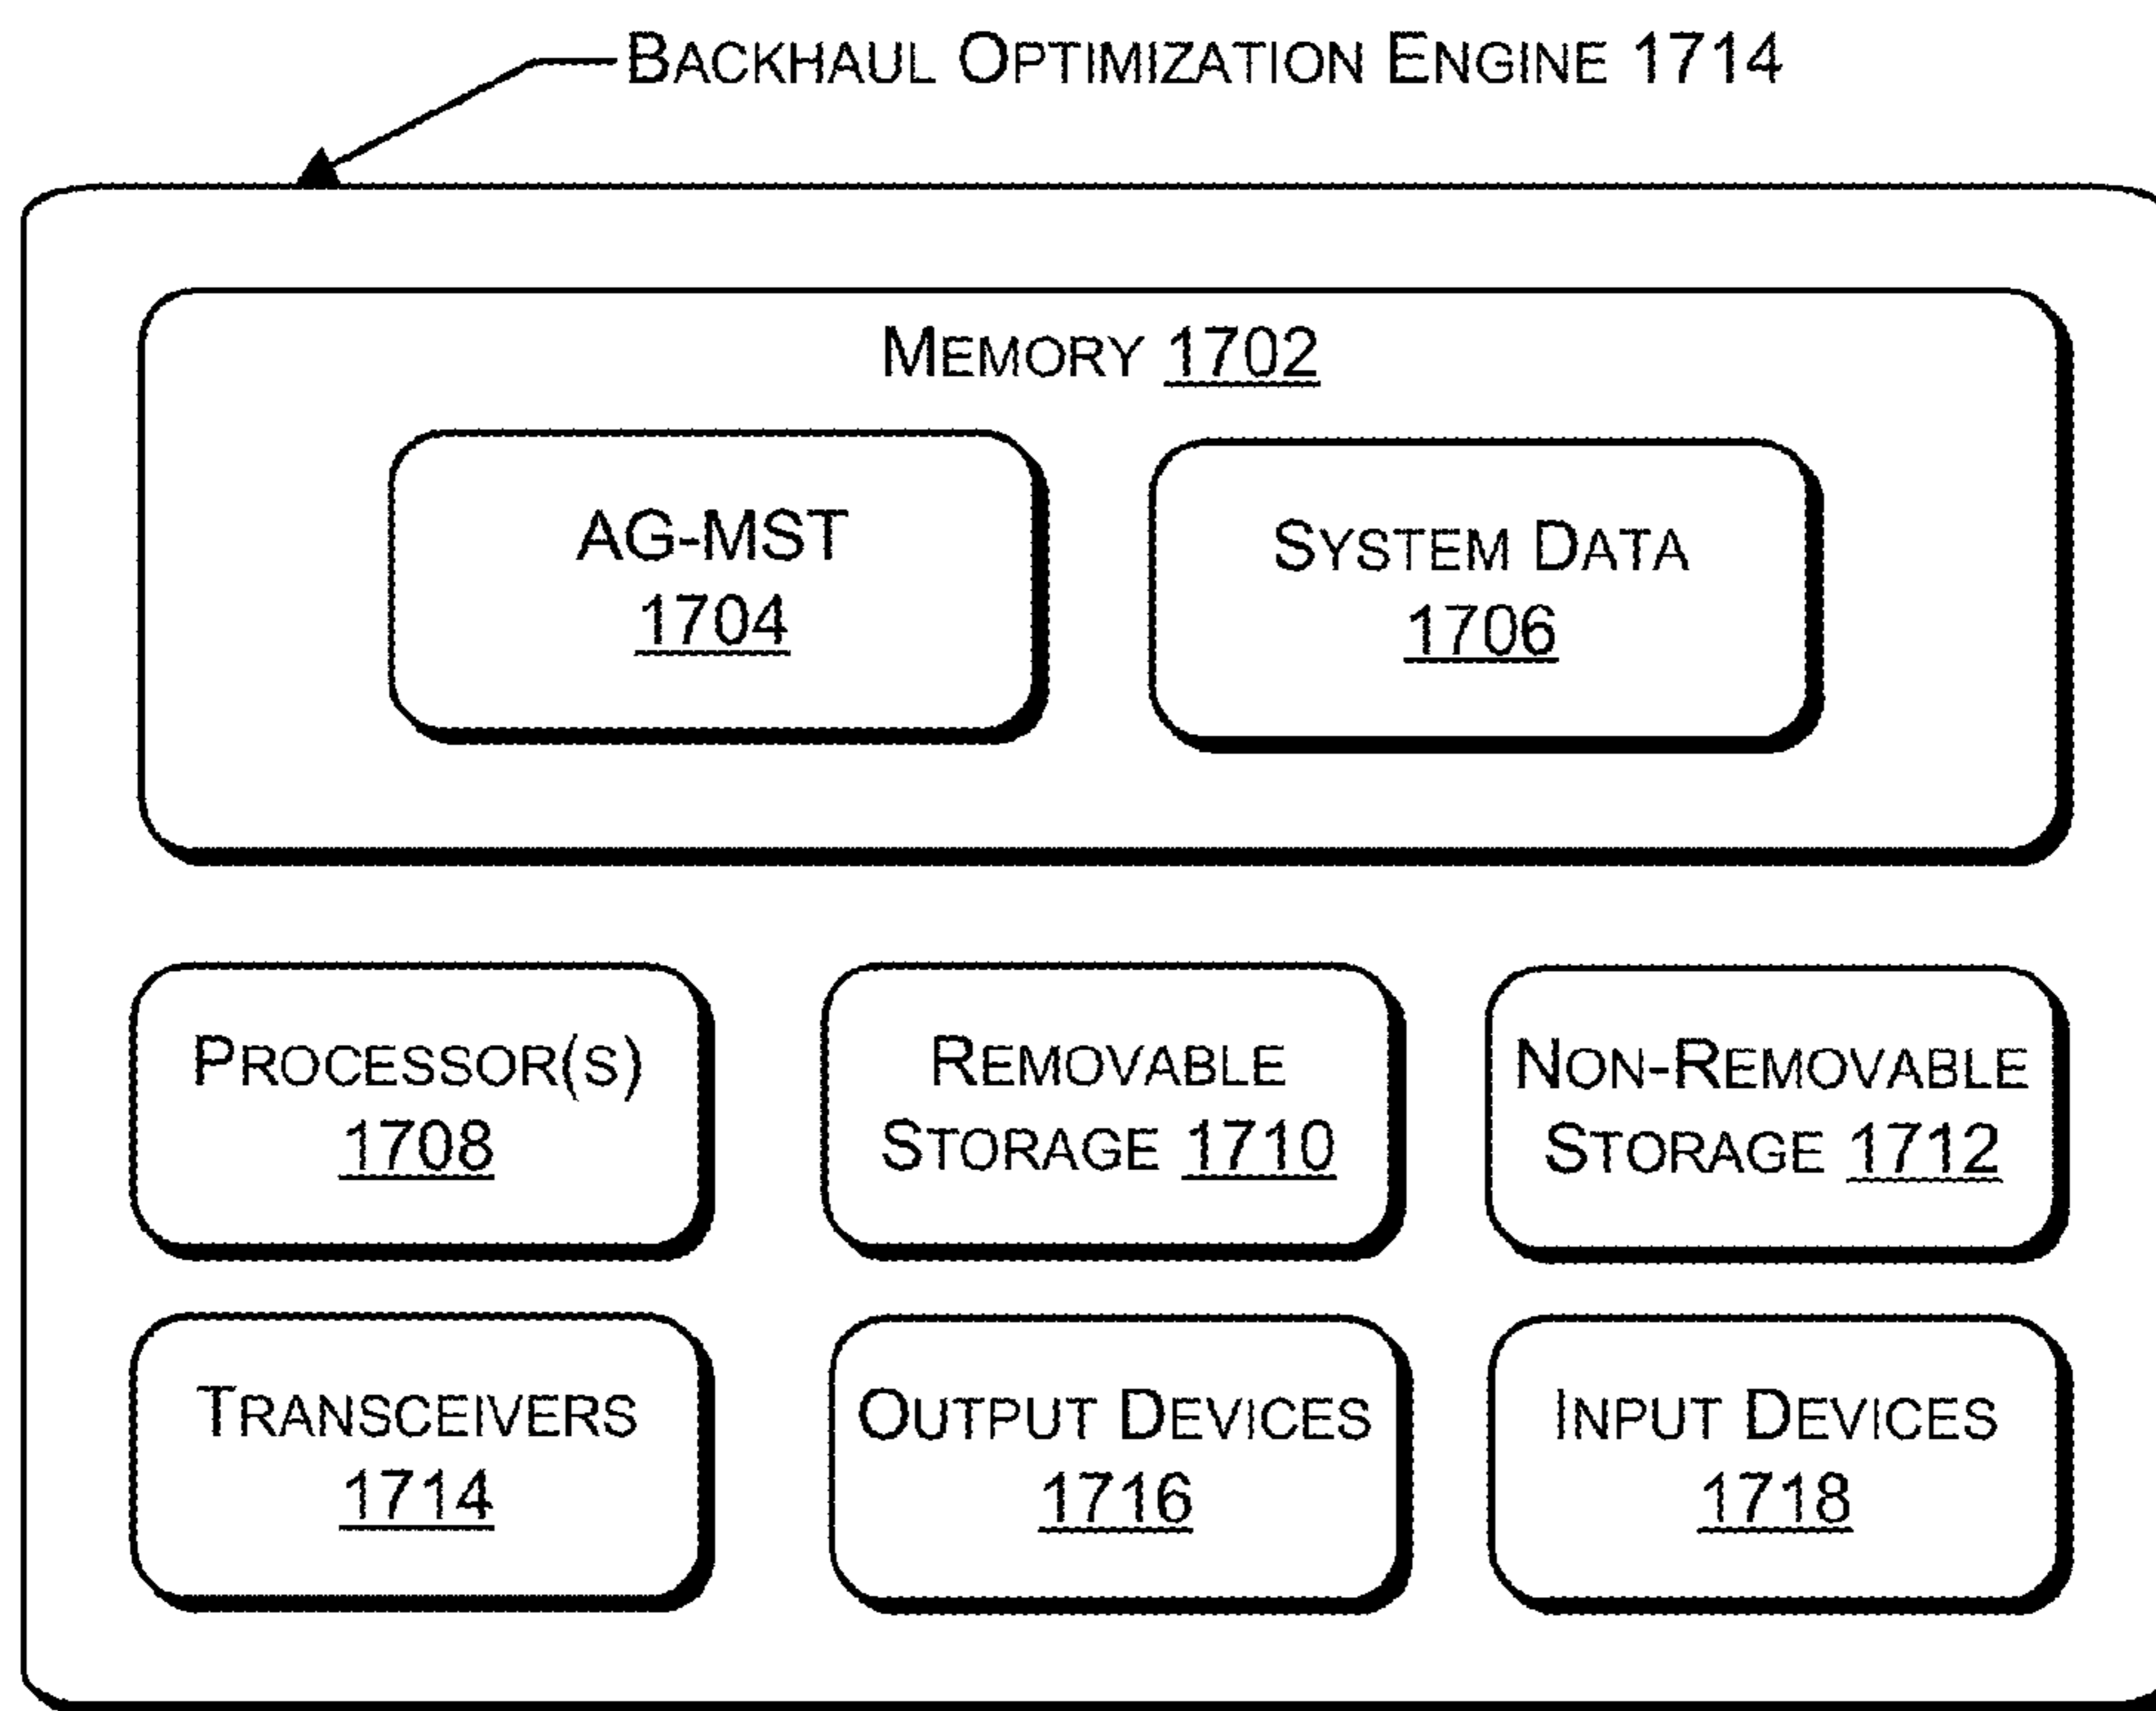 BACKHAUL OPTIMIZATION ENGINE 1714
MEMORY 1702
AG-MST
1704
SYSTEM DATA
1706
PROCESSOR(S)
1708
REMOVABLE
STORAGE 1710
NON-REMOVABLE
STORAGE 1712
TRANSCEIVERS
1714
OUTPUT DEVICES
1716
INPUT DEVICES
1718